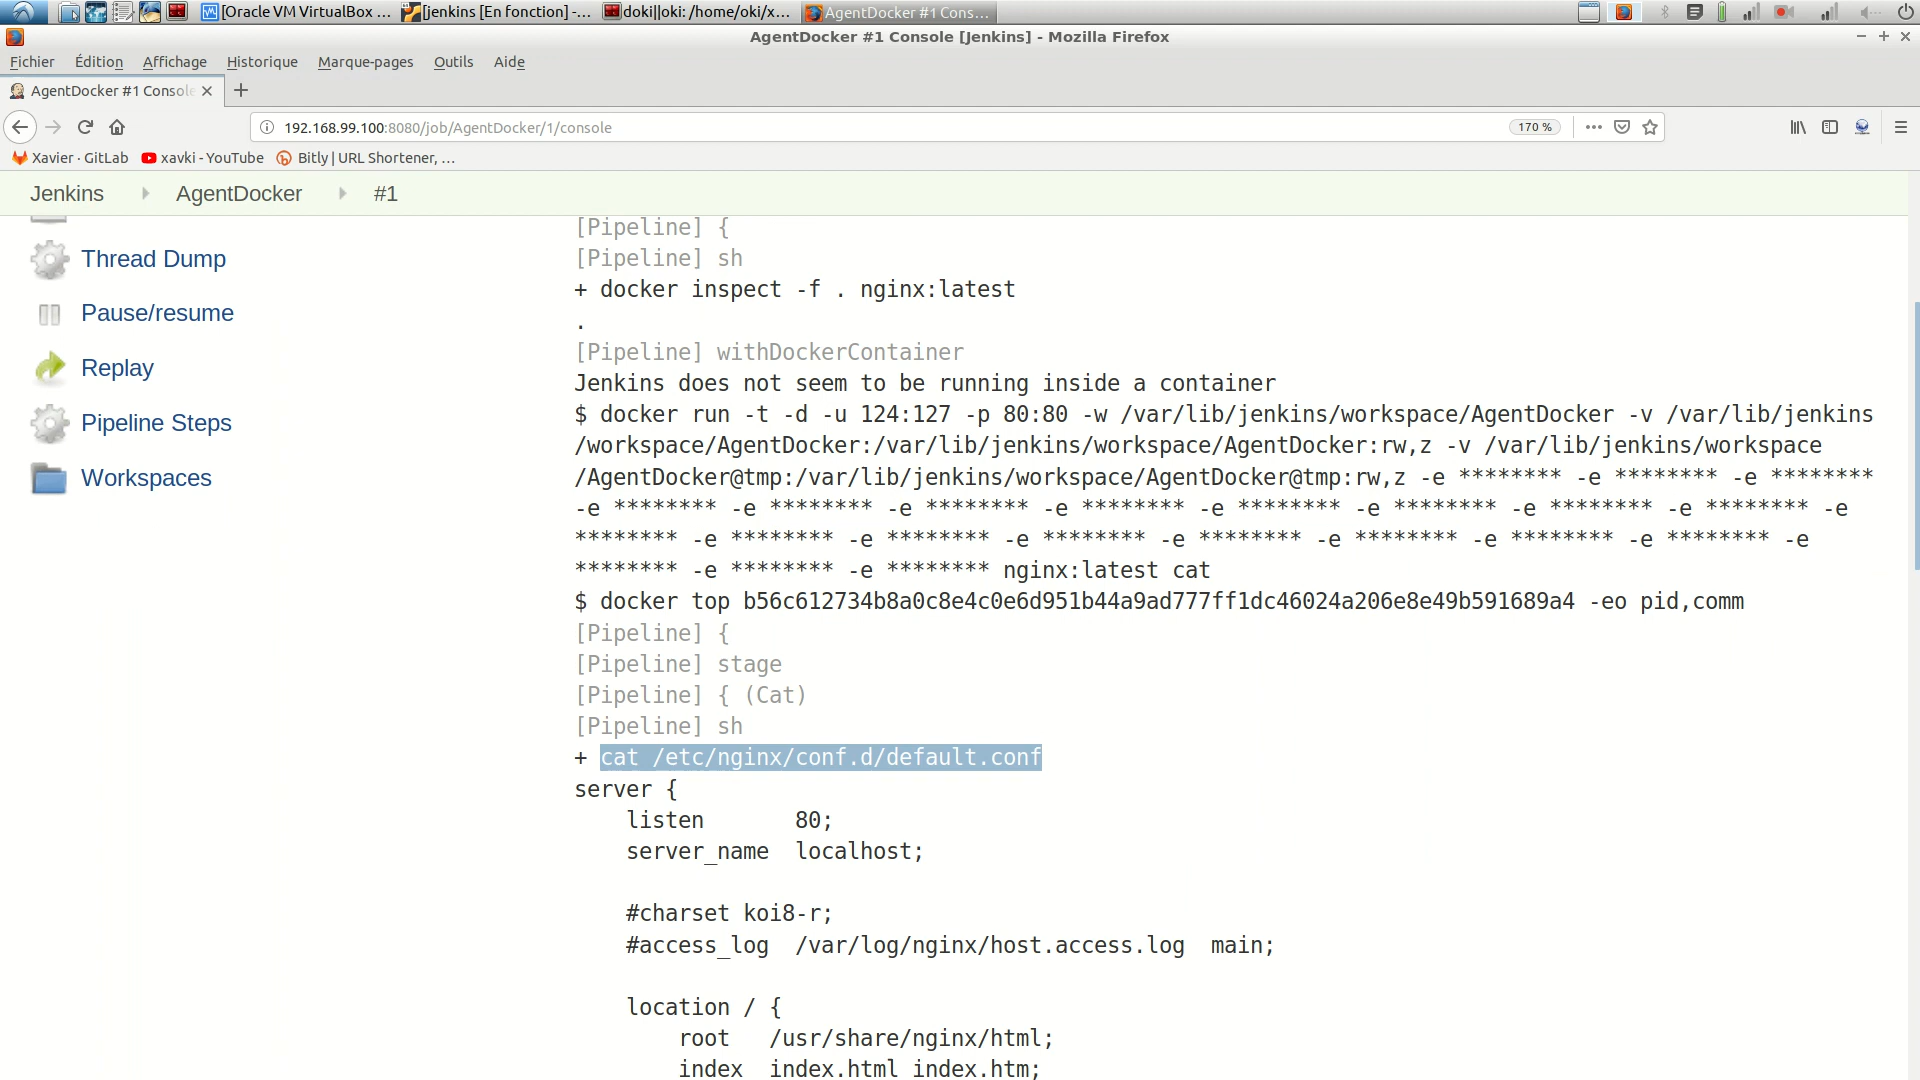 [Oracle VM VirtualBox ...
[jenkins [En fonction] -...
doki||oki: /home/oki/x...
AgentDocker #1 Cons...
AgentDocker #1 Console [Jenkins] - Mozilla Firefox
Fichier Édition Affichage Historique Marque-pages Outils Aide
AgentDocker #1 Console
192.168.99.100:8080/job/AgentDocker/1/console
170 %
Xavier · GitLab
xavki - YouTube
Bitly | URL Shortener, ...
Jenkins AgentDocker #1
Thread Dump
Pause/resume
Replay
Pipeline Steps
Workspaces
[Pipeline] {
[Pipeline] sh
+ docker inspect -f . nginx:latest
.
[Pipeline] withDockerContainer
Jenkins does not seem to be running inside a container
$ docker run -t -d -u 124:127 -p 80:80 -w /var/lib/jenkins/workspace/AgentDocker -v /var/lib/jenkins
/workspace/AgentDocker:/var/lib/jenkins/workspace/AgentDocker:rw,z -v /var/lib/jenkins/workspace
/AgentDocker@tmp:/var/lib/jenkins/workspace/AgentDocker@tmp:rw,z -e ******** -e ******** -e ********
-e ******** -e ******** -e ******** -e ******** -e ******** -e ******** -e ******** -e ******** -e
******** -e ******** -e ******** -e ******** -e ******** -e ******** -e ******** -e ******** -e
******** -e ******** -e ******** nginx:latest cat
$ docker top b56c612734b8a0c8e4c0e6d951b44a9ad777ff1dc46024a206e8e49b591689a4 -eo pid,comm
[Pipeline] {
[Pipeline] stage
[Pipeline] { (Cat)
[Pipeline] sh
+ cat /etc/nginx/conf.d/default.conf
server {
    listen       80;
    server_name  localhost;
    #charset koi8-r;
    #access_log  /var/log/nginx/host.access.log  main;
    location / {
        root   /usr/share/nginx/html;
        index  index.html index.htm;